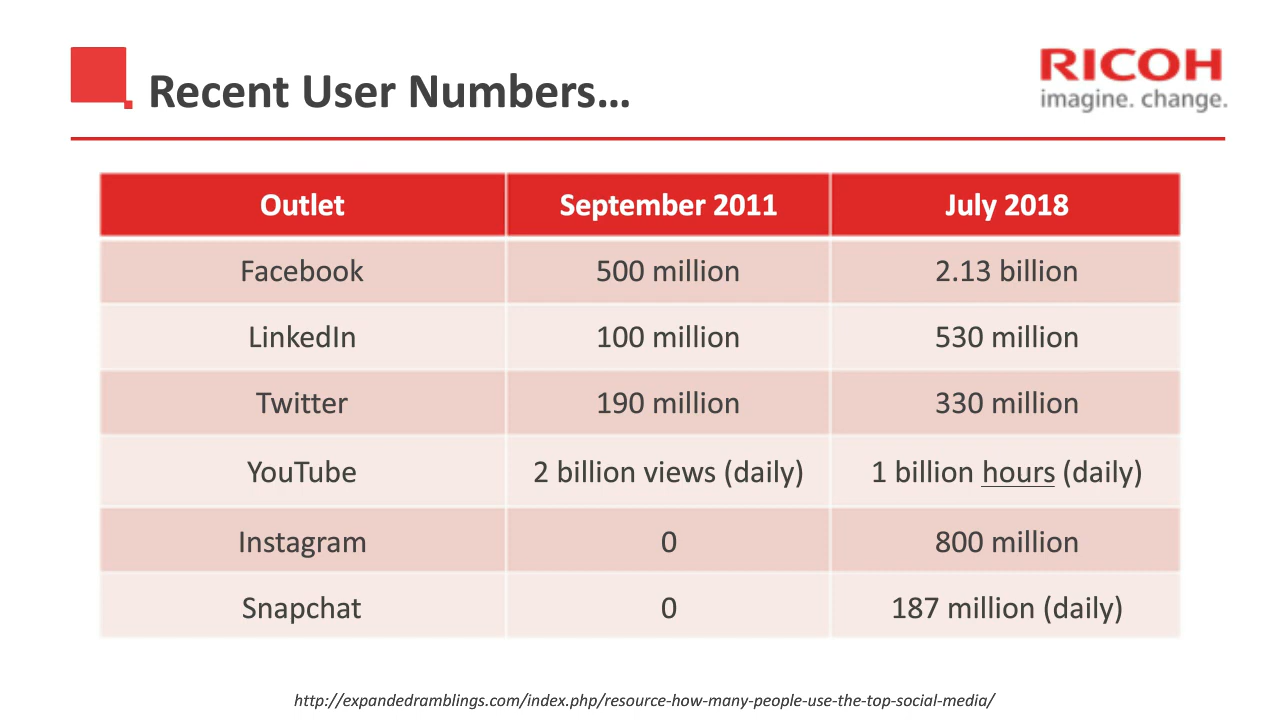 Recent User Numbers…
RICOH
imagine. change.
Outlet September 2011 July 2018
Facebook 500 million 2.13 billion
LinkedIn 100 million 530 million
Twitter 190 million 330 million
YouTube 2 billion views (daily) 1 billion hours (daily)
Instagram 0 800 million
Snapchat 0 187 million (daily)
http://expandedramblings.com/index.php/resource-how-many-people-use-the-top-social-media/